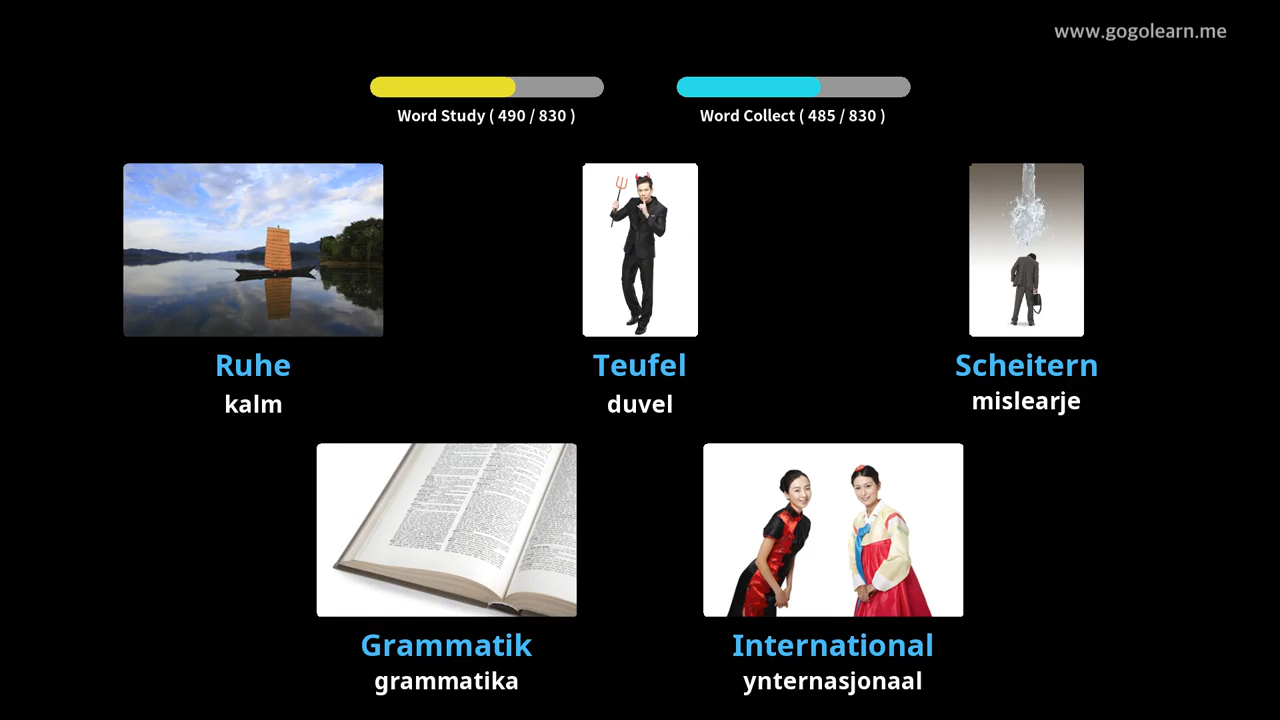 www.gogolearn.me
Word Study ( 490 / 830 )
Word Collect ( 485 / 830 )
Ruhe
kalm
Teufel
duvel
Scheitern
mislearje
Grammatik
grammatika
International
ynternasjonaal